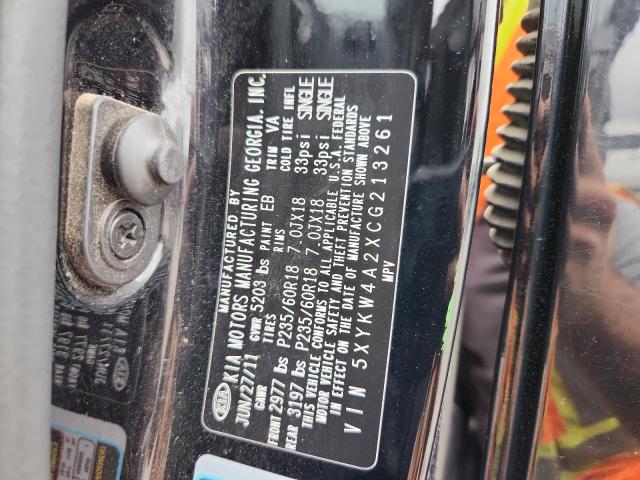 MANUFACTURED BY
KIA KIA MOTORS MANUFACTURING GEORGIA. INC.
JUN/27/11 GVWR 5203 lbs PAINT EB TRIM VA
GAWR TIRES RIMS COLD TIRE INFL
FRONT 2977 lbs P235/60R18 7.0JX18 33psi SINGLE
REAR 3197 lbs P235/60R18 7.0JX18 33psi SINGLE
THIS VEHICLE CONFORMS TO ALL APPLICABLE U.S.A. FEDERAL
MOTOR VEHICLE SAFETY AND THEFT PREVENTION STANDARDS
IN EFFECT ON THE DATE OF MANUFACTURE SHOWN ABOVE
VIN 5XYKW4A2XCG213261
MPV